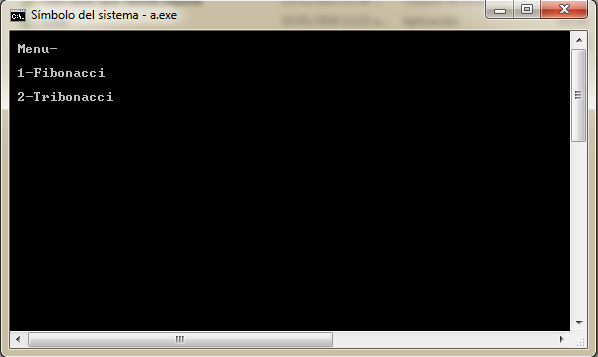 Símbolo del sistema - a.exe
Menu-
1-Fibonacci
2-Tribonacci